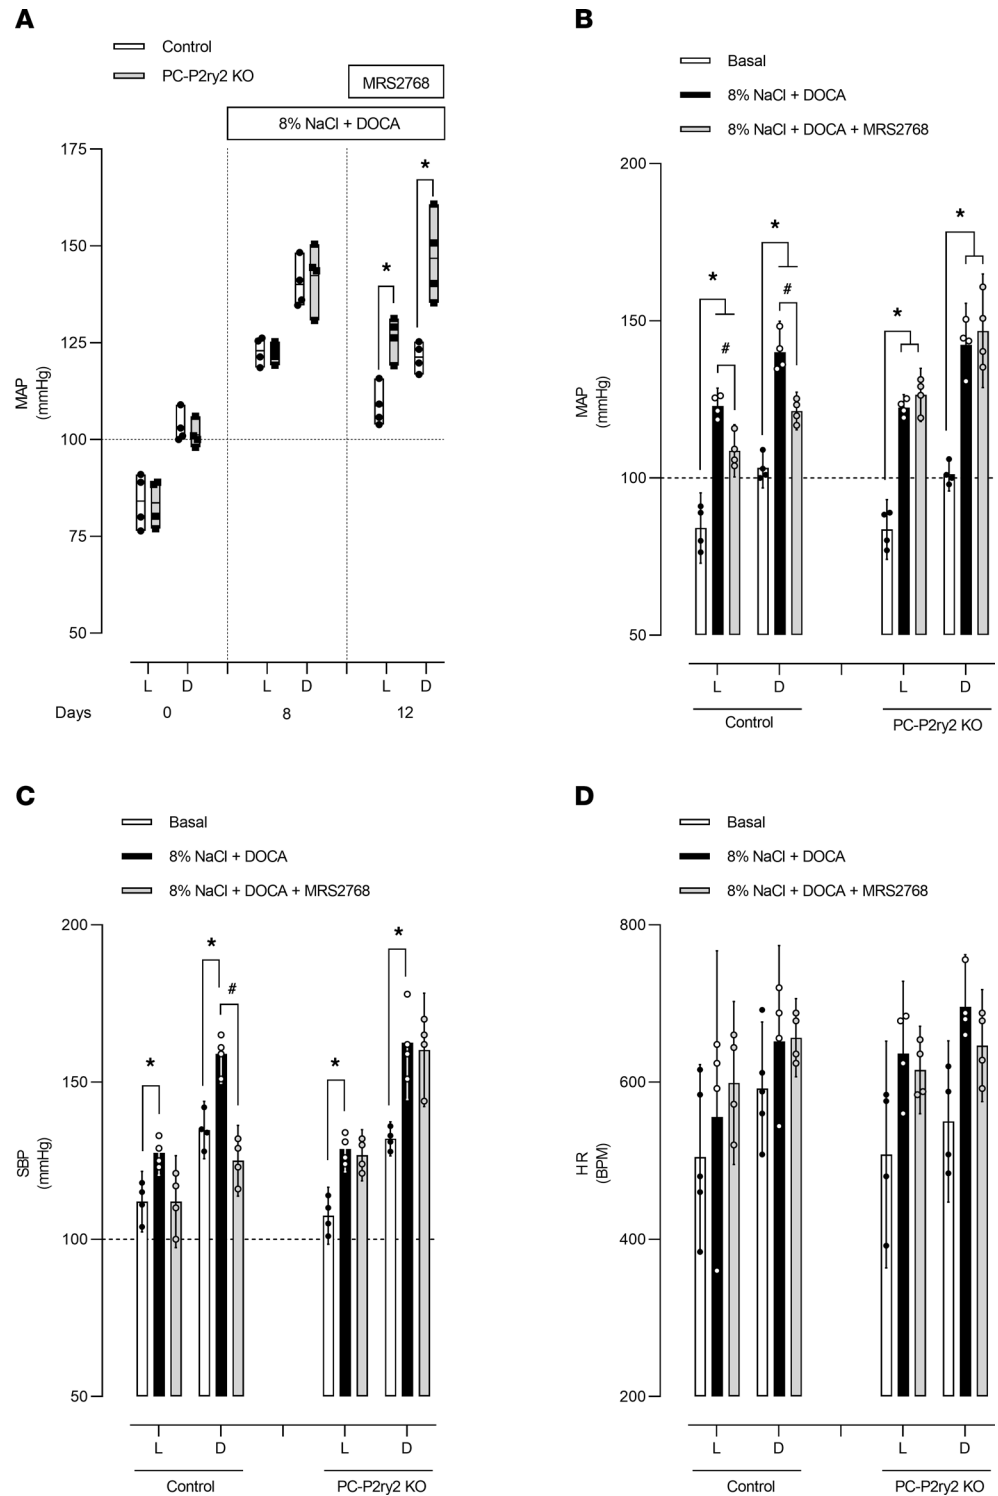 A
Control
PC-P2ry2 KO
MRS2768
8% NaCl + DOCA
175
150
*
*
125
MAP
(mmHg)
100
75
50
L D L D L D
Days 0 8 12
B
Basal
8% NaCl + DOCA
8% NaCl + DOCA + MRS2768
200
* * * *
# #
150
MAP
(mmHg)
100
50
L D L D
Control PC-P2ry2 KO
C
Basal
8% NaCl + DOCA
8% NaCl + DOCA + MRS2768
200
* * * *
#
150
SBP
(mmHg)
100
50
L D L D
Control PC-P2ry2 KO
D
Basal
8% NaCl + DOCA
8% NaCl + DOCA + MRS2768
800
600
HR
(BPM)
400
200
L D L D
Control PC-P2ry2 KO